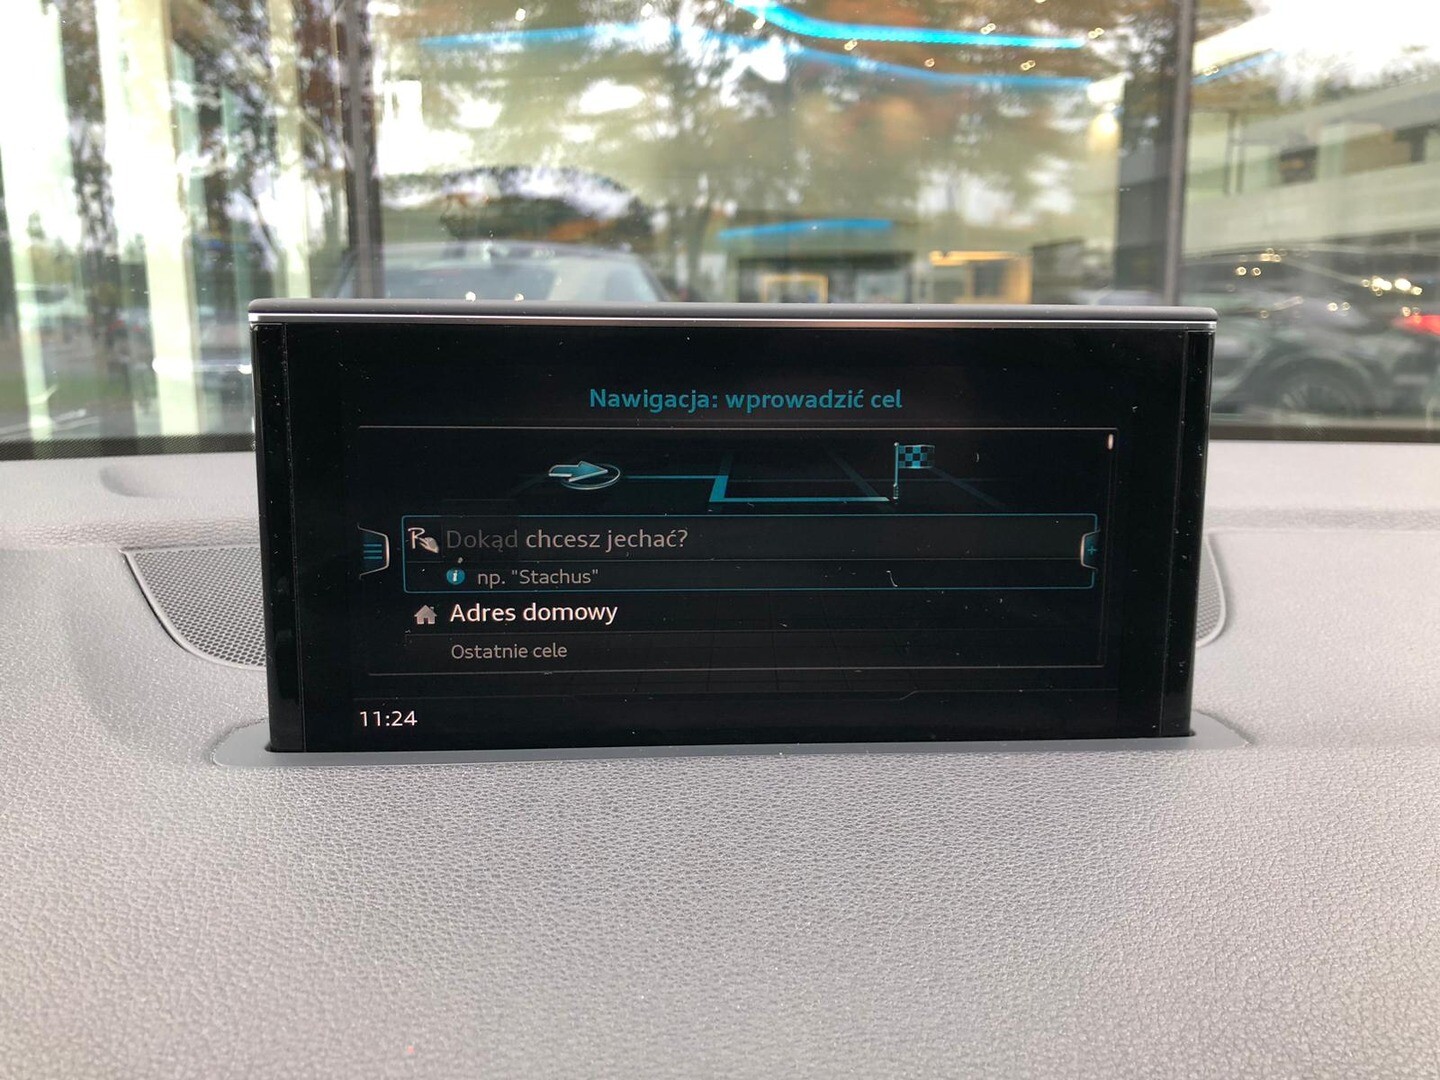 Nawigacja: wprowadzić cel
Dokąd chcesz jechać?
np. "Stachus"
Adres domowy
Ostatnie cele
11:24